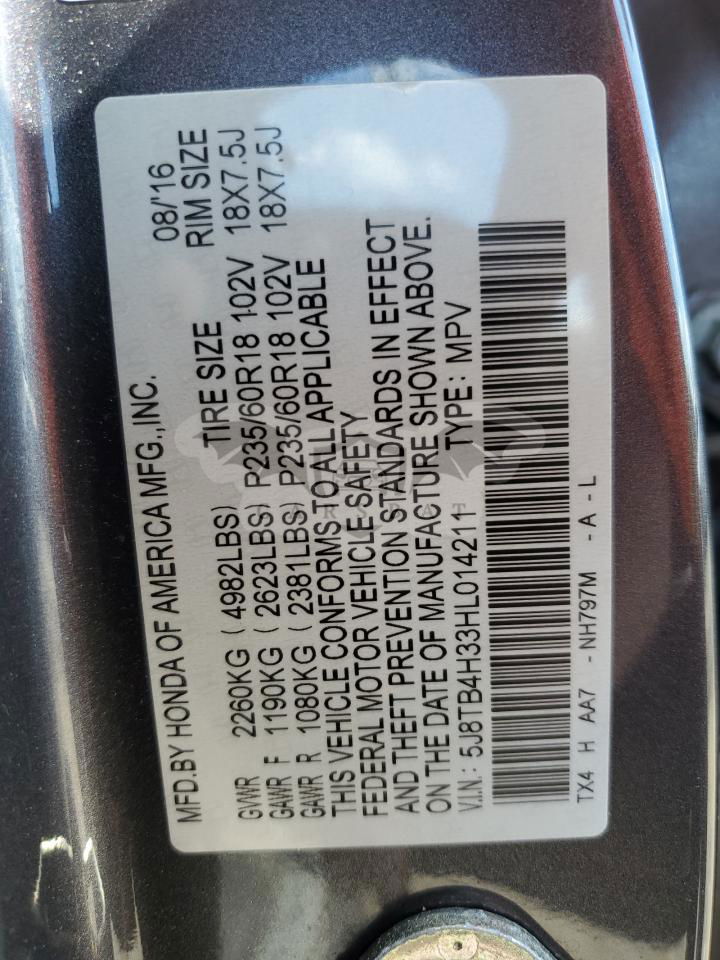 MFD.BY HONDA OF AMERICA MFG.,INC. 08/'16
TIRE SIZE RIM SIZE
GVWR 2260KG ( 4982LBS)
GAWR F 1190KG ( 2623LBS) P235/60R18 102V 18X7.5J
GAWR R 1080KG ( 2381LBS) P235/60R18 102V 18X7.5J
THIS VEHICLE CONFORMS TO ALL APPLICABLE
FEDERAL MOTOR VEHICLE SAFETY
AND THEFT PREVENTION STANDARDS IN EFFECT
ON THE DATE OF MANUFACTURE SHOWN ABOVE.
V.I.N.: 5J8TB4H33HL014211 TYPE: MPV
TX4 H AA7 - NH797M - A - L